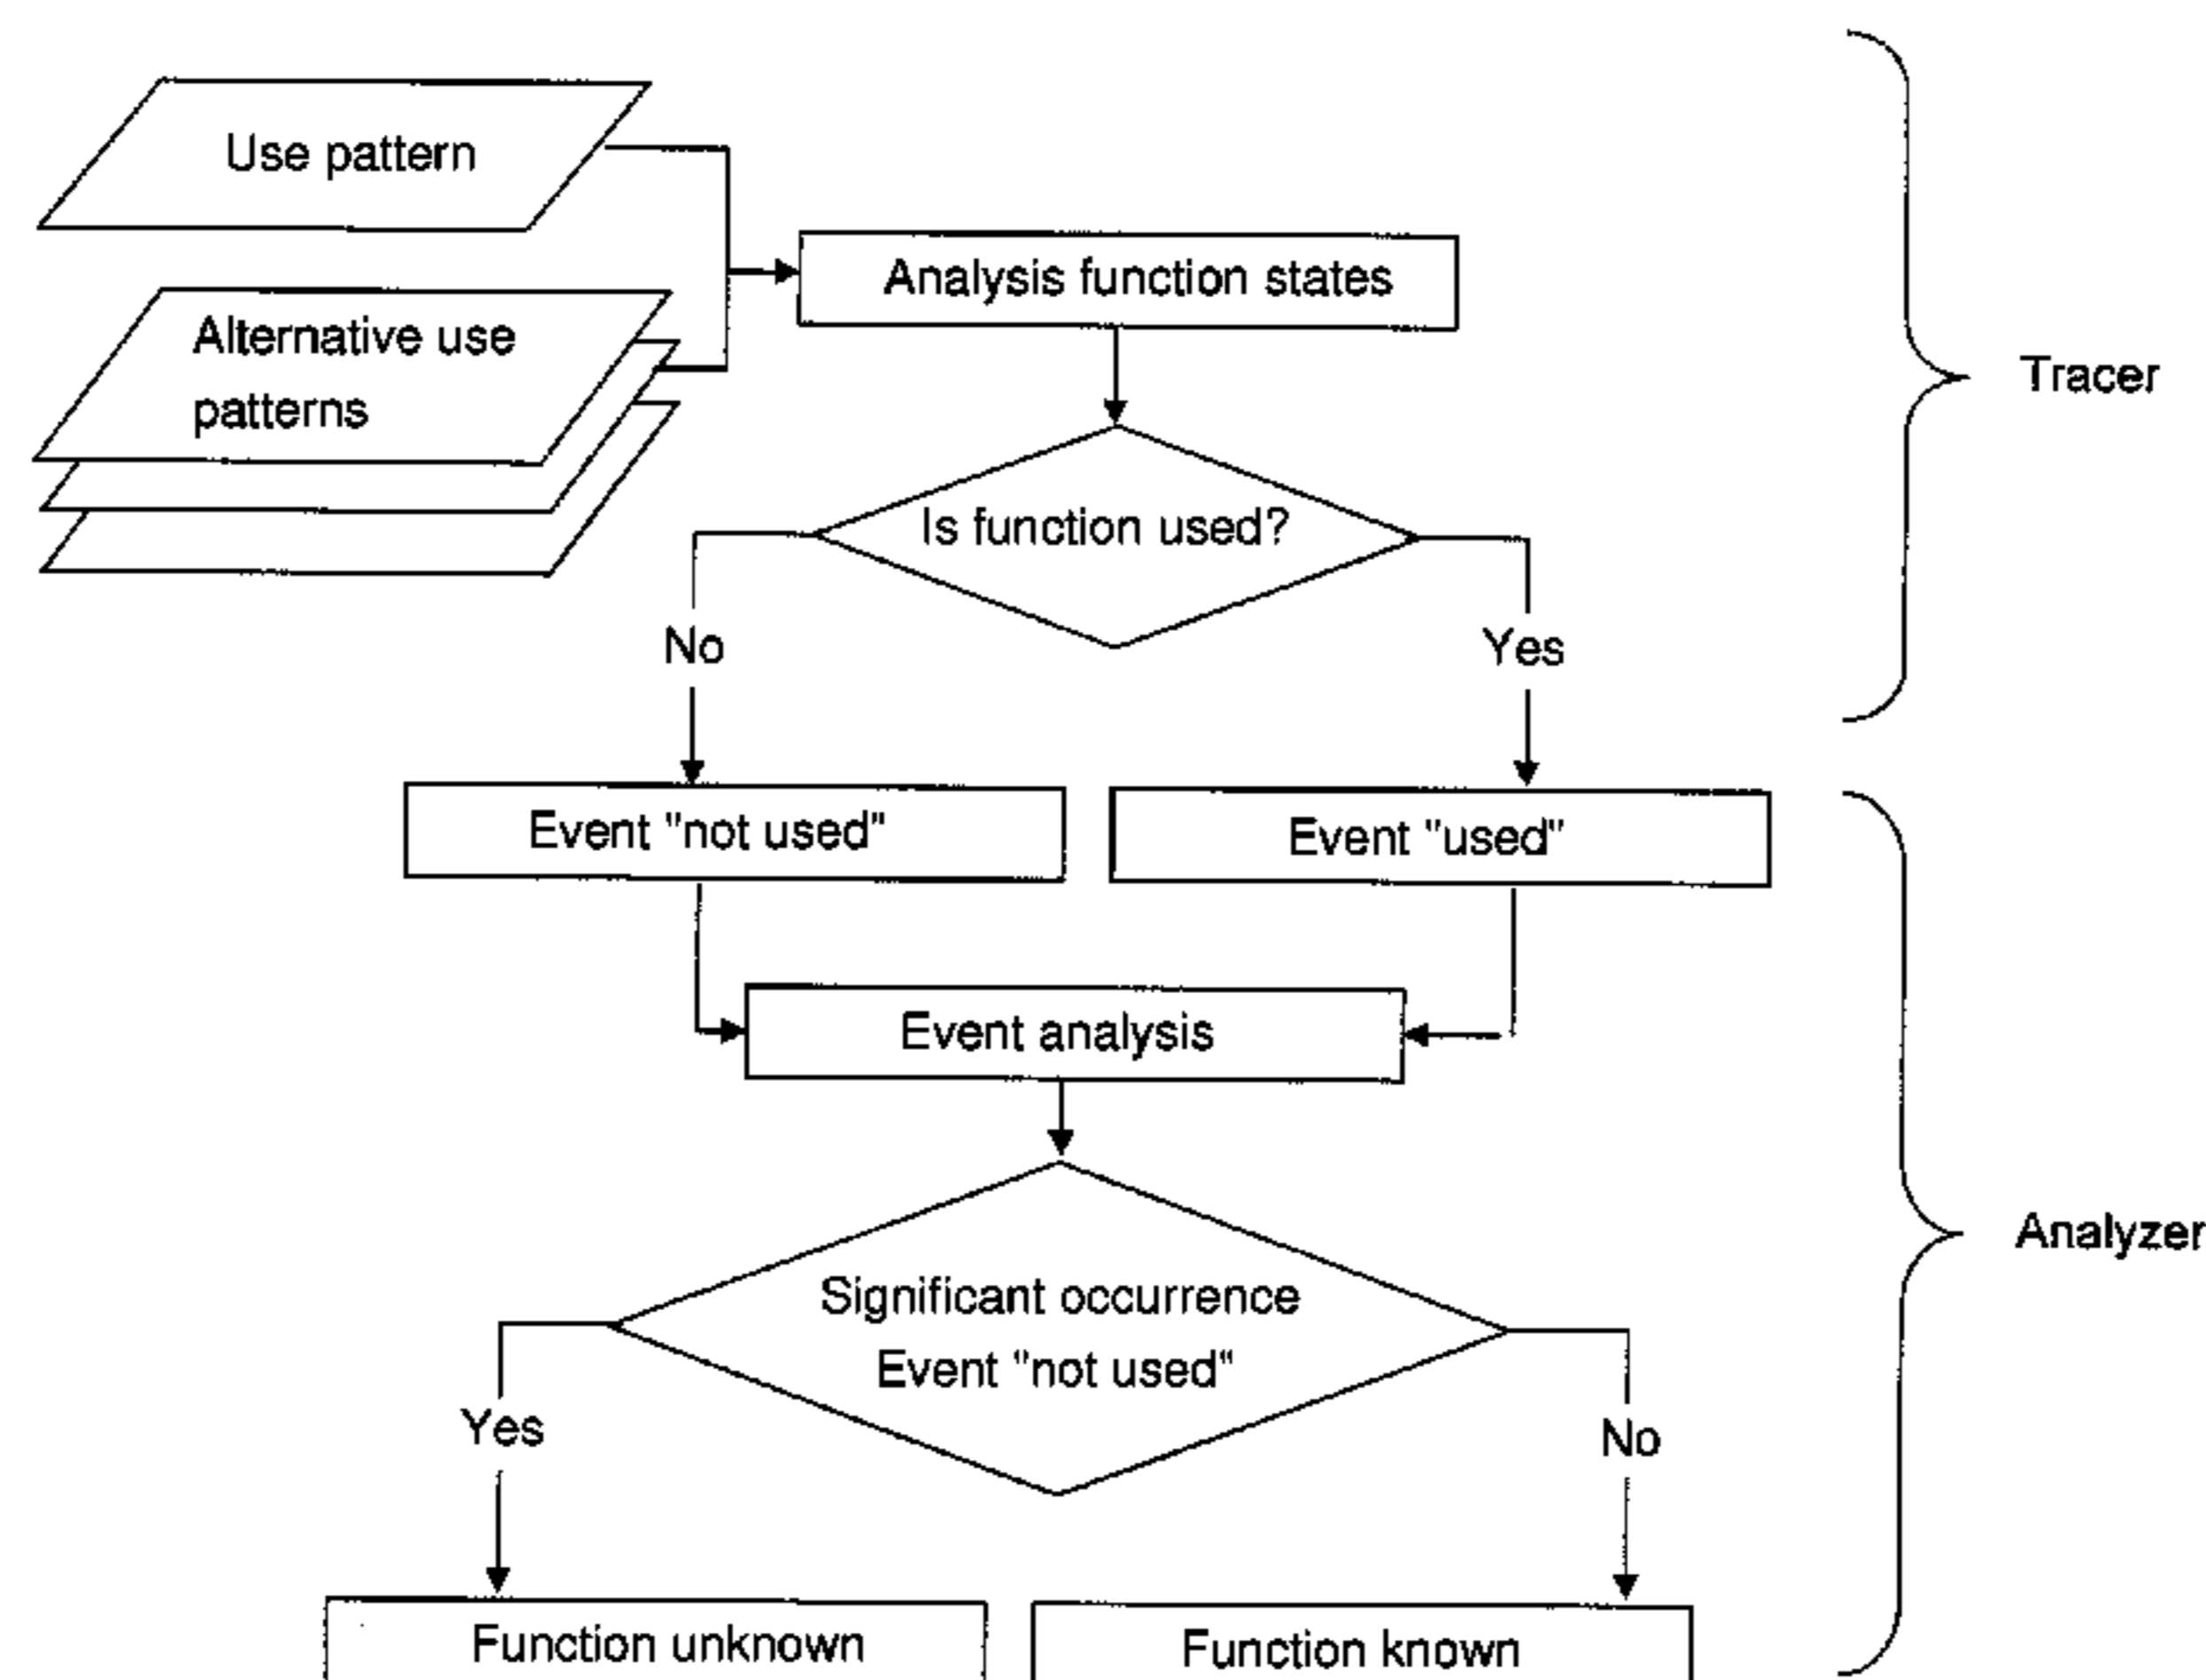 Use pattern
Analysis function states
Alternative use
patterns
Tracer
Is function used?
No
Yes
Event "not used"
Event "used"
Event analysis
Analyzer
Significant occurrence
Event "not used"
Yes
No
Function unknown
Function known